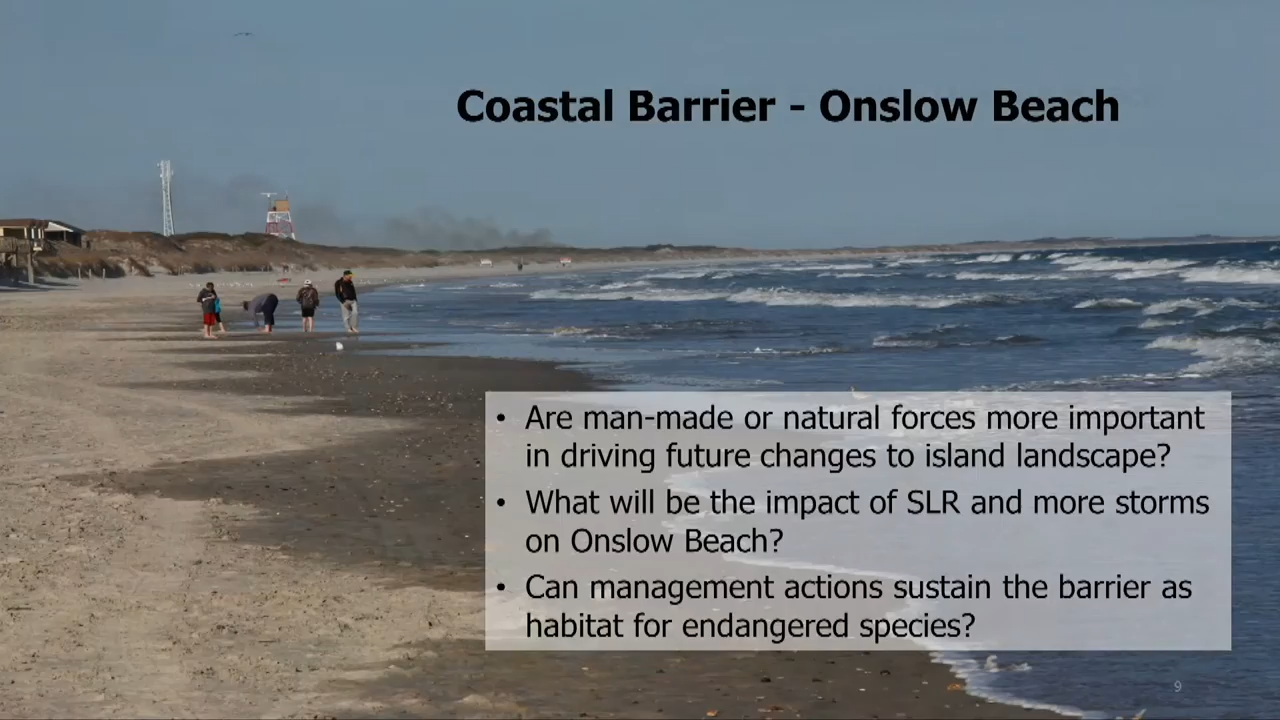 Coastal Barrier - Onslow Beach
• Are man-made or natural forces more important
in driving future changes to island landscape?
• What will be the impact of SLR and more storms
on Onslow Beach?
• Can management actions sustain the barrier as
habitat for endangered species?
9